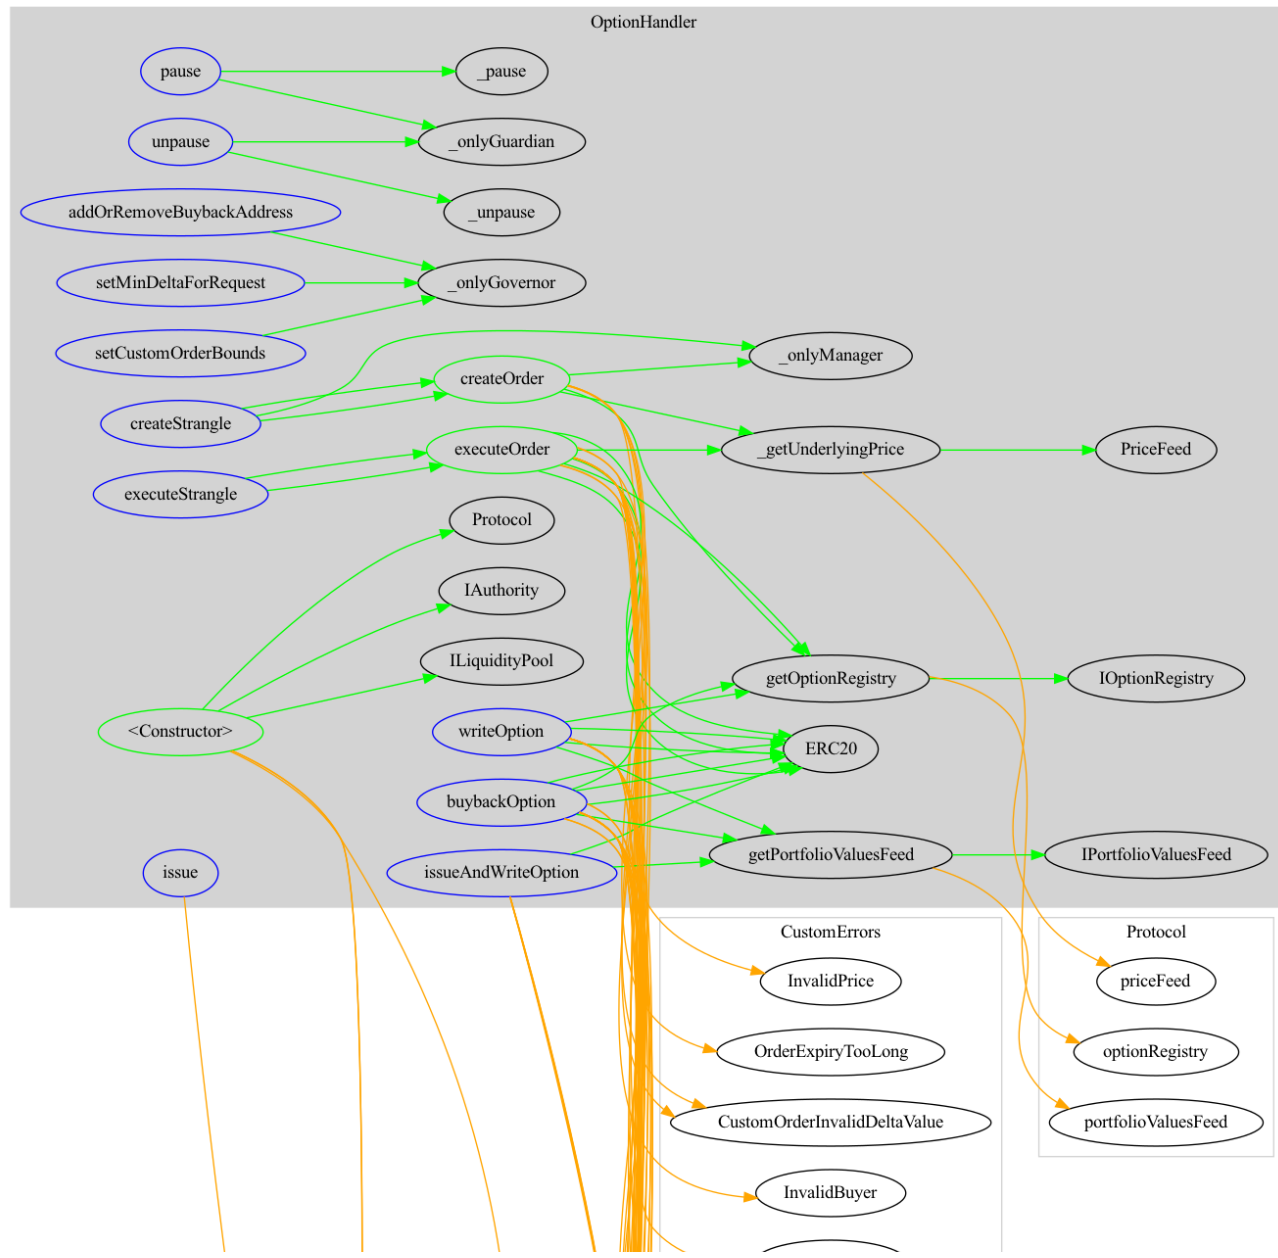 OptionHandler
pause
_pause
unpause
_onlyGuardian
addOrRemoveBuybackAddress
_unpause
setMinDeltaForRequest
_onlyGovernor
setCustomOrderBounds
_onlyManager
createOrder
createStrangle
executeOrder
_getUnderlyingPrice
PriceFeed
executeStrangle
Protocol
IAuthority
ILiquidityPool
getOptionRegistry
IOptionRegistry
<Constructor>
writeOption
ERC20
buybackOption
getPortfolioValuesFeed
IPortfolioValuesFeed
issue
issueAndWriteOption
CustomErrors
Protocol
InvalidPrice
priceFeed
OrderExpiryTooLong
optionRegistry
CustomOrderInvalidDeltaValue
portfolioValuesFeed
InvalidBuyer